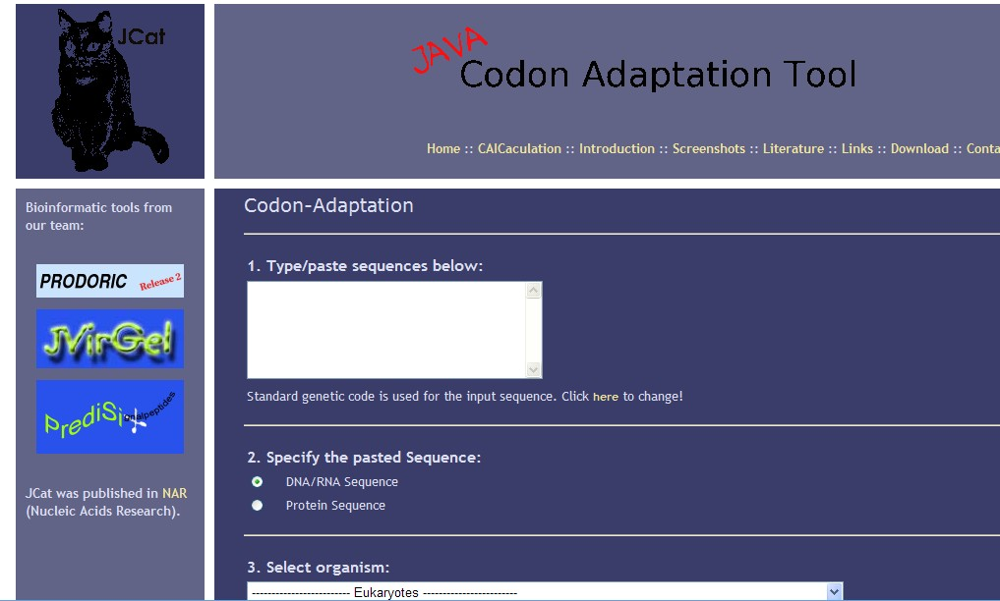 JCat
JAVA
Codon Adaptation Tool
Home :: CAICaculation :: Introduction :: Screenshots :: Literature :: Links :: Download :: Conta
Bioinformatic tools from
our team:
PRODORIC Release 2
JVirGel
PrediSi
gnalpeptides
JCat was published in NAR
(Nucleic Acids Research).
Codon-Adaptation
1. Type/paste sequences below:
Standard genetic code is used for the input sequence. Click here to change!
2. Specify the pasted Sequence:
DNA/RNA Sequence
Protein Sequence
3. Select organism:
------------------------- Eukaryotes ------------------------